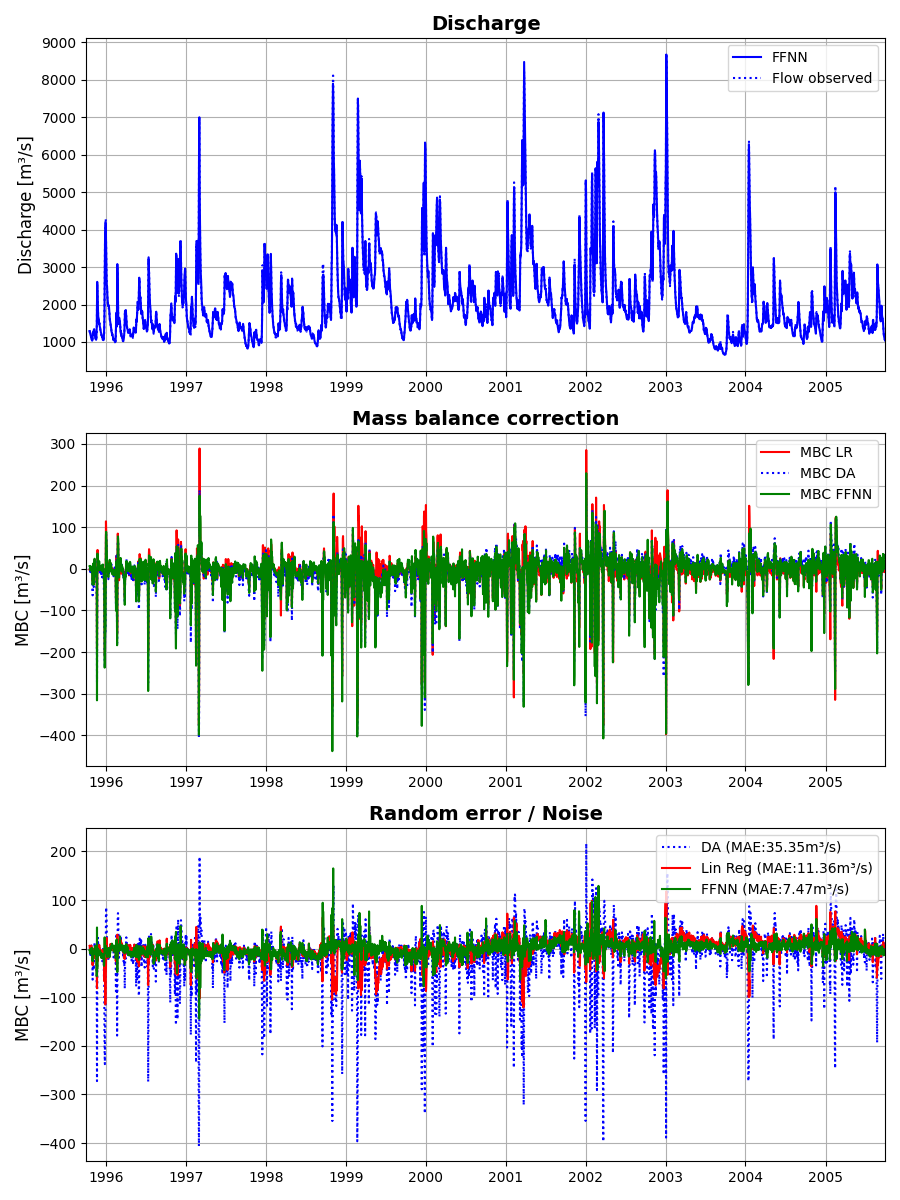 Discharge
9000
8000
7000
6000
5000
4000
3000
2000
1000
Discharge [m³/s]
FFNN
Flow observed
1996 1997 1998 1999 2000 2001 2002 2003 2004 2005
Mass balance correction
300
200
100
0
−100
−200
−300
−400
MBC [m³/s]
MBC LR
MBC DA
MBC FFNN
1996 1997 1998 1999 2000 2001 2002 2003 2004 2005
Random error / Noise
200
100
0
−100
−200
−300
−400
MBC [m³/s]
DA (MAE:35.35m³/s)
Lin Reg (MAE:11.36m³/s)
FFNN (MAE:7.47m³/s)
1996 1997 1998 1999 2000 2001 2002 2003 2004 2005